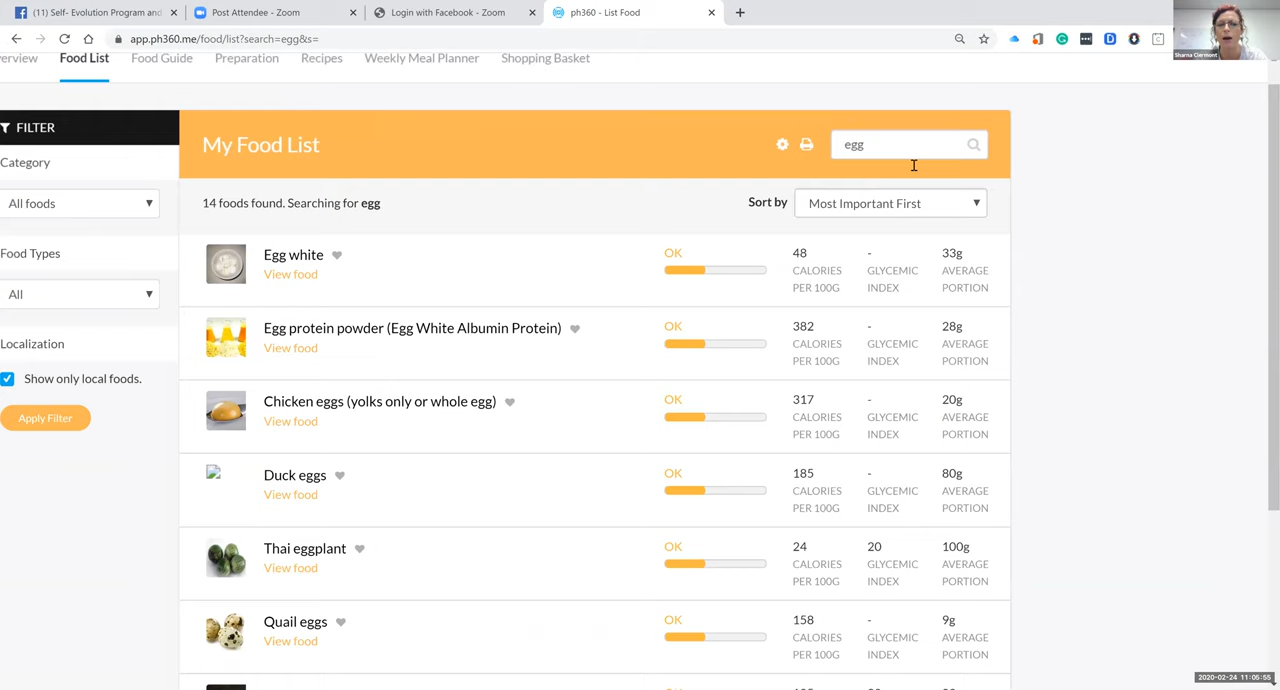 (11) Self- Evolution Program and
Post Attendee - Zoom
Login with Facebook - Zoom
ph360 - List Food
app.ph360.me/food/list?search=egg&s=
Sharna Clermont
erview
Food List
Food Guide
Preparation
Recipes
Weekly Meal Planner
Shopping Basket
FILTER
Category
All foods
Food Types
All
Localization
Show only local foods.
Apply Filter
My Food List
egg
14 foods found. Searching for egg
Sort by
Most Important First
Egg white
View food
OK
48
CALORIES
PER 100G
-
GLYCEMIC
INDEX
33g
AVERAGE
PORTION
Egg protein powder (Egg White Albumin Protein)
View food
OK
382
CALORIES
PER 100G
-
GLYCEMIC
INDEX
28g
AVERAGE
PORTION
Chicken eggs (yolks only or whole egg)
View food
OK
317
CALORIES
PER 100G
-
GLYCEMIC
INDEX
20g
AVERAGE
PORTION
Duck eggs
View food
OK
185
CALORIES
PER 100G
-
GLYCEMIC
INDEX
80g
AVERAGE
PORTION
Thai eggplant
View food
OK
24
CALORIES
PER 100G
20
GLYCEMIC
INDEX
100g
AVERAGE
PORTION
Quail eggs
View food
OK
158
CALORIES
PER 100G
-
GLYCEMIC
INDEX
9g
AVERAGE
PORTION
2020-02-24 11:05:55